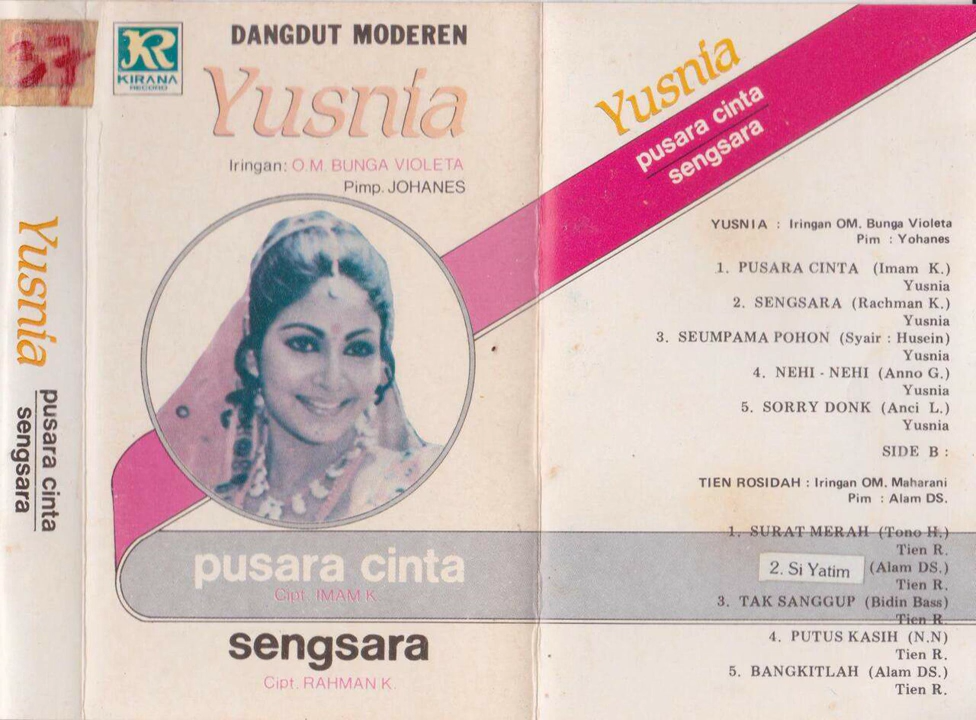 37
Yusnia
pusara cinta
sengsara
KR
KIRANA
RECORD
DANGDUT MODEREN
Yusnia
Iringan: O.M. BUNGA VIOLETA
Pimp. JOHANES
pusara cinta
Cipt. IMAM K.
sengsara
Cipt. RAHMAN K.
Yusnia
pusara cinta
sengsara
YUSNIA : Iringan OM. Bunga Violeta
Pim : Yohanes
1. PUSARA CINTA (Imam K.)
Yusnia
2. SENGSARA (Rachman K.)
Yusnia
3. SEUMPAMA POHON (Syair : Husein)
Yusnia
4. NEHI - NEHI (Anno G.)
Yusnia
5. SORRY DONK (Anci L.)
Yusnia
SIDE B :
TIEN ROSIDAH : Iringan OM. Maharani
Pim : Alam DS.
1. SURAT MERAH (Tono H.)
Tien R.
2. Si Yatim (Alam DS.)
Tien R.
3. TAK SANGGUP (Bidin Bass)
Tien R.
4. PUTUS KASIH (N.N)
Tien R.
5. BANGKITLAH (Alam DS.)
Tien R.